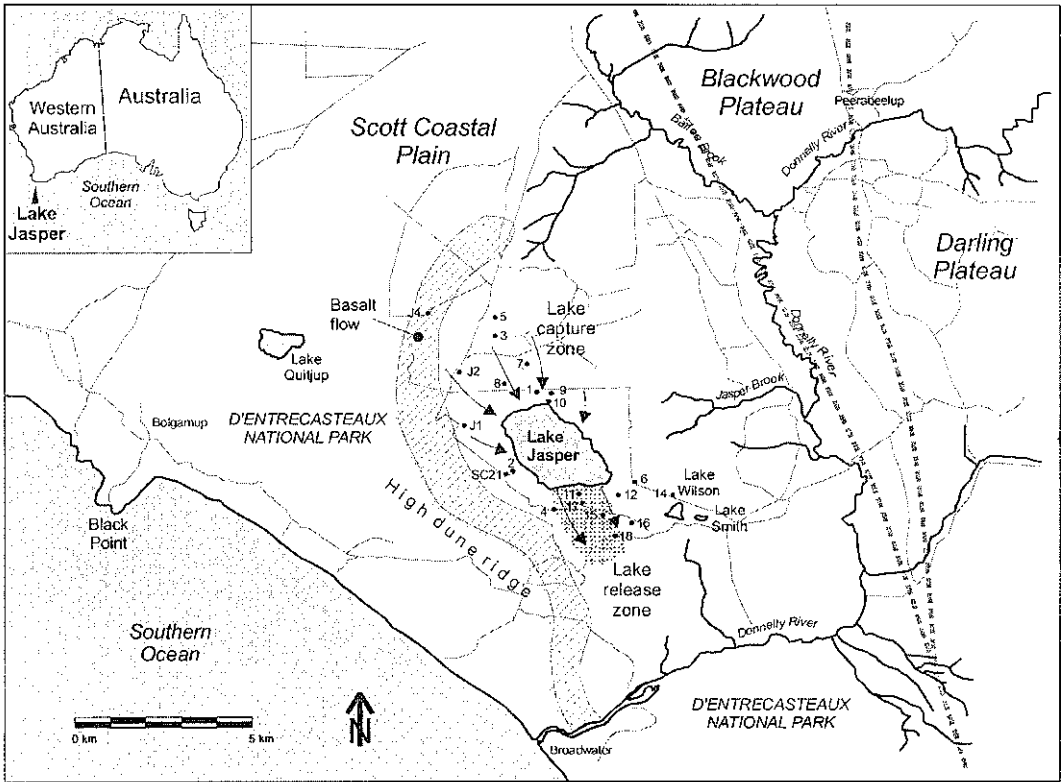 Western
Australia
Australia
Southern
Ocean
Lake
Jasper
Scott Coastal
Plain
Blackwood
Plateau
Barlee Brook
Donnelly River
Peerabeelup
Darling
Plateau
Basalt
flow
J4
5
3
Lake
capture
zone
7
J2
8
1
9
10
Lake
Quitjup
Donnelly River
Jasper Brook
Bolgamup
D'ENTRECASTEAUX
NATIONAL PARK
J1
Lake
Jasper
SC21
2
6
Lake
Wilson
11
12
14
Lake
Smith
4
15
16
18
Black
Point
High dune ridge
Lake
release
zone
Southern
Ocean
Donnelly River
D'ENTRECASTEAUX
NATIONAL PARK
N
0 km
5 km
Broadwater